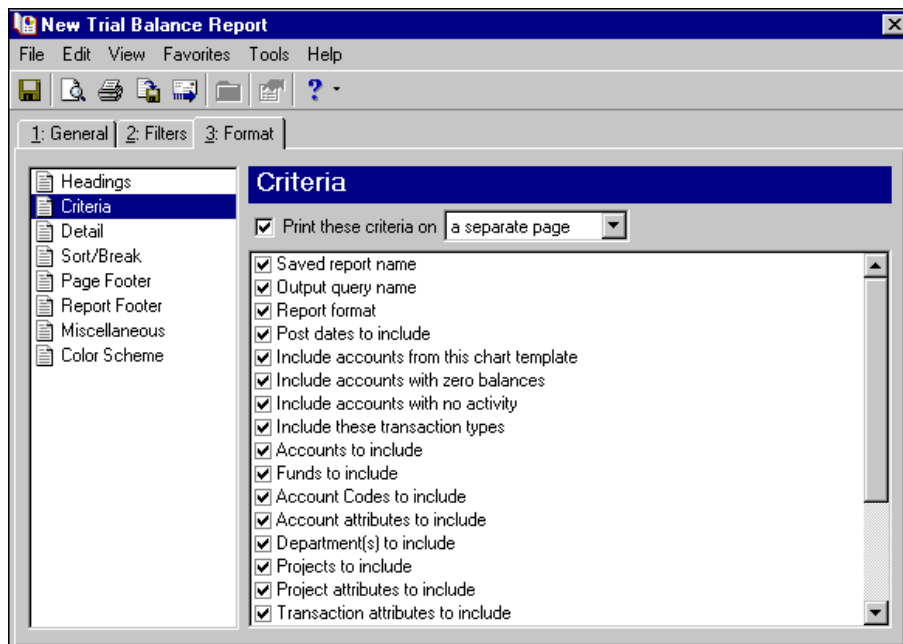 New Trial Balance Report
File Edit View Favorites Tools Help
?
1: General 2: Filters 3: Format
Headings
Criteria
Detail
Sort/Break
Page Footer
Report Footer
Miscellaneous
Color Scheme
Criteria
Print these criteria on a separate page
Saved report name
Output query name
Report format
Post dates to include
Include accounts from this chart template
Include accounts with zero balances
Include accounts with no activity
Include these transaction types
Accounts to include
Funds to include
Account Codes to include
Account attributes to include
Department(s) to include
Projects to include
Project attributes to include
Transaction attributes to include